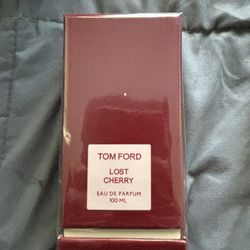 TOM FORD
LOST
CHERRY
EAU DE PARFUM
100 ML